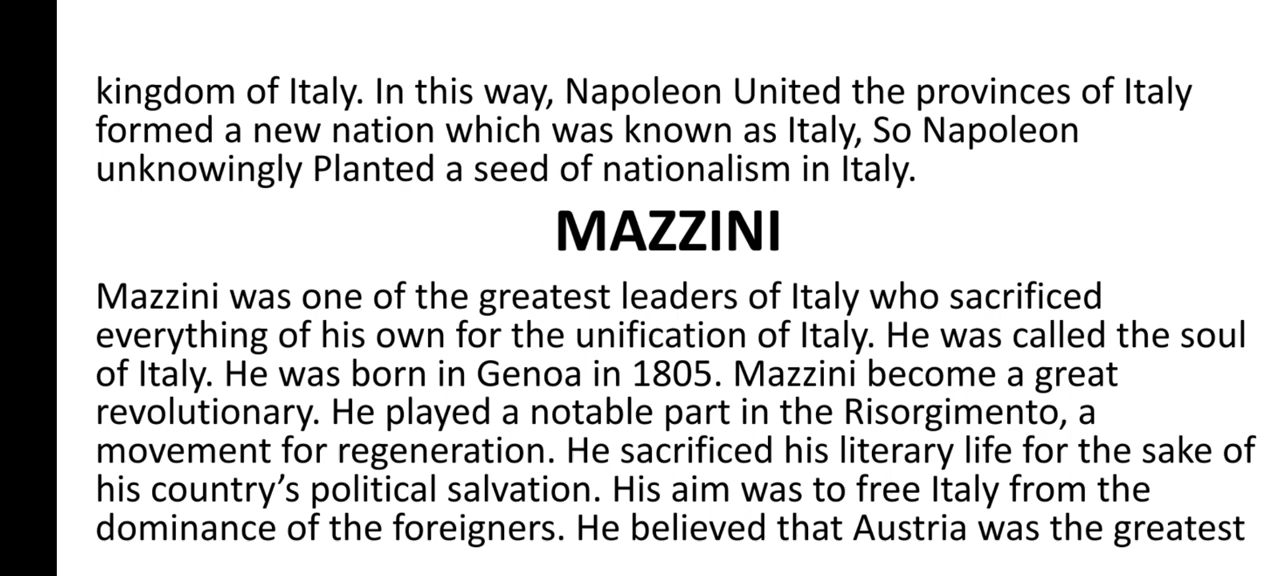 kingdom of Italy. In this way, Napoleon United the provinces of Italy
formed a new nation which was known as Italy, So Napoleon
unknowingly Planted a seed of nationalism in Italy.
MAZZINI
Mazzini was one of the greatest leaders of Italy who sacrificed
everything of his own for the unification of Italy. He was called the soul
of Italy. He was born in Genoa in 1805. Mazzini become a great
revolutionary. He played a notable part in the Risorgimento, a
movement for regeneration. He sacrificed his literary life for the sake of
his country’s political salvation. His aim was to free Italy from the
dominance of the foreigners. He believed that Austria was the greatest